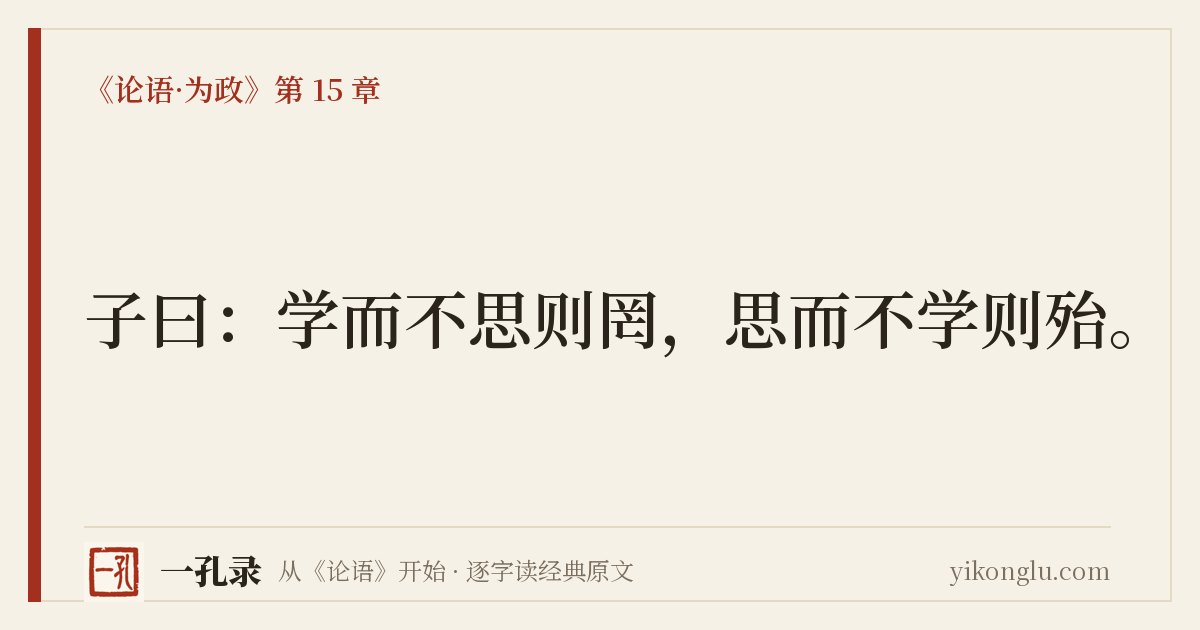 《论语·为政》第 15 章
子曰：学而不思则罔，思而不学则殆。
一孔
一孔录 从《论语》开始 · 逐字读经典原文 yikonglu.com